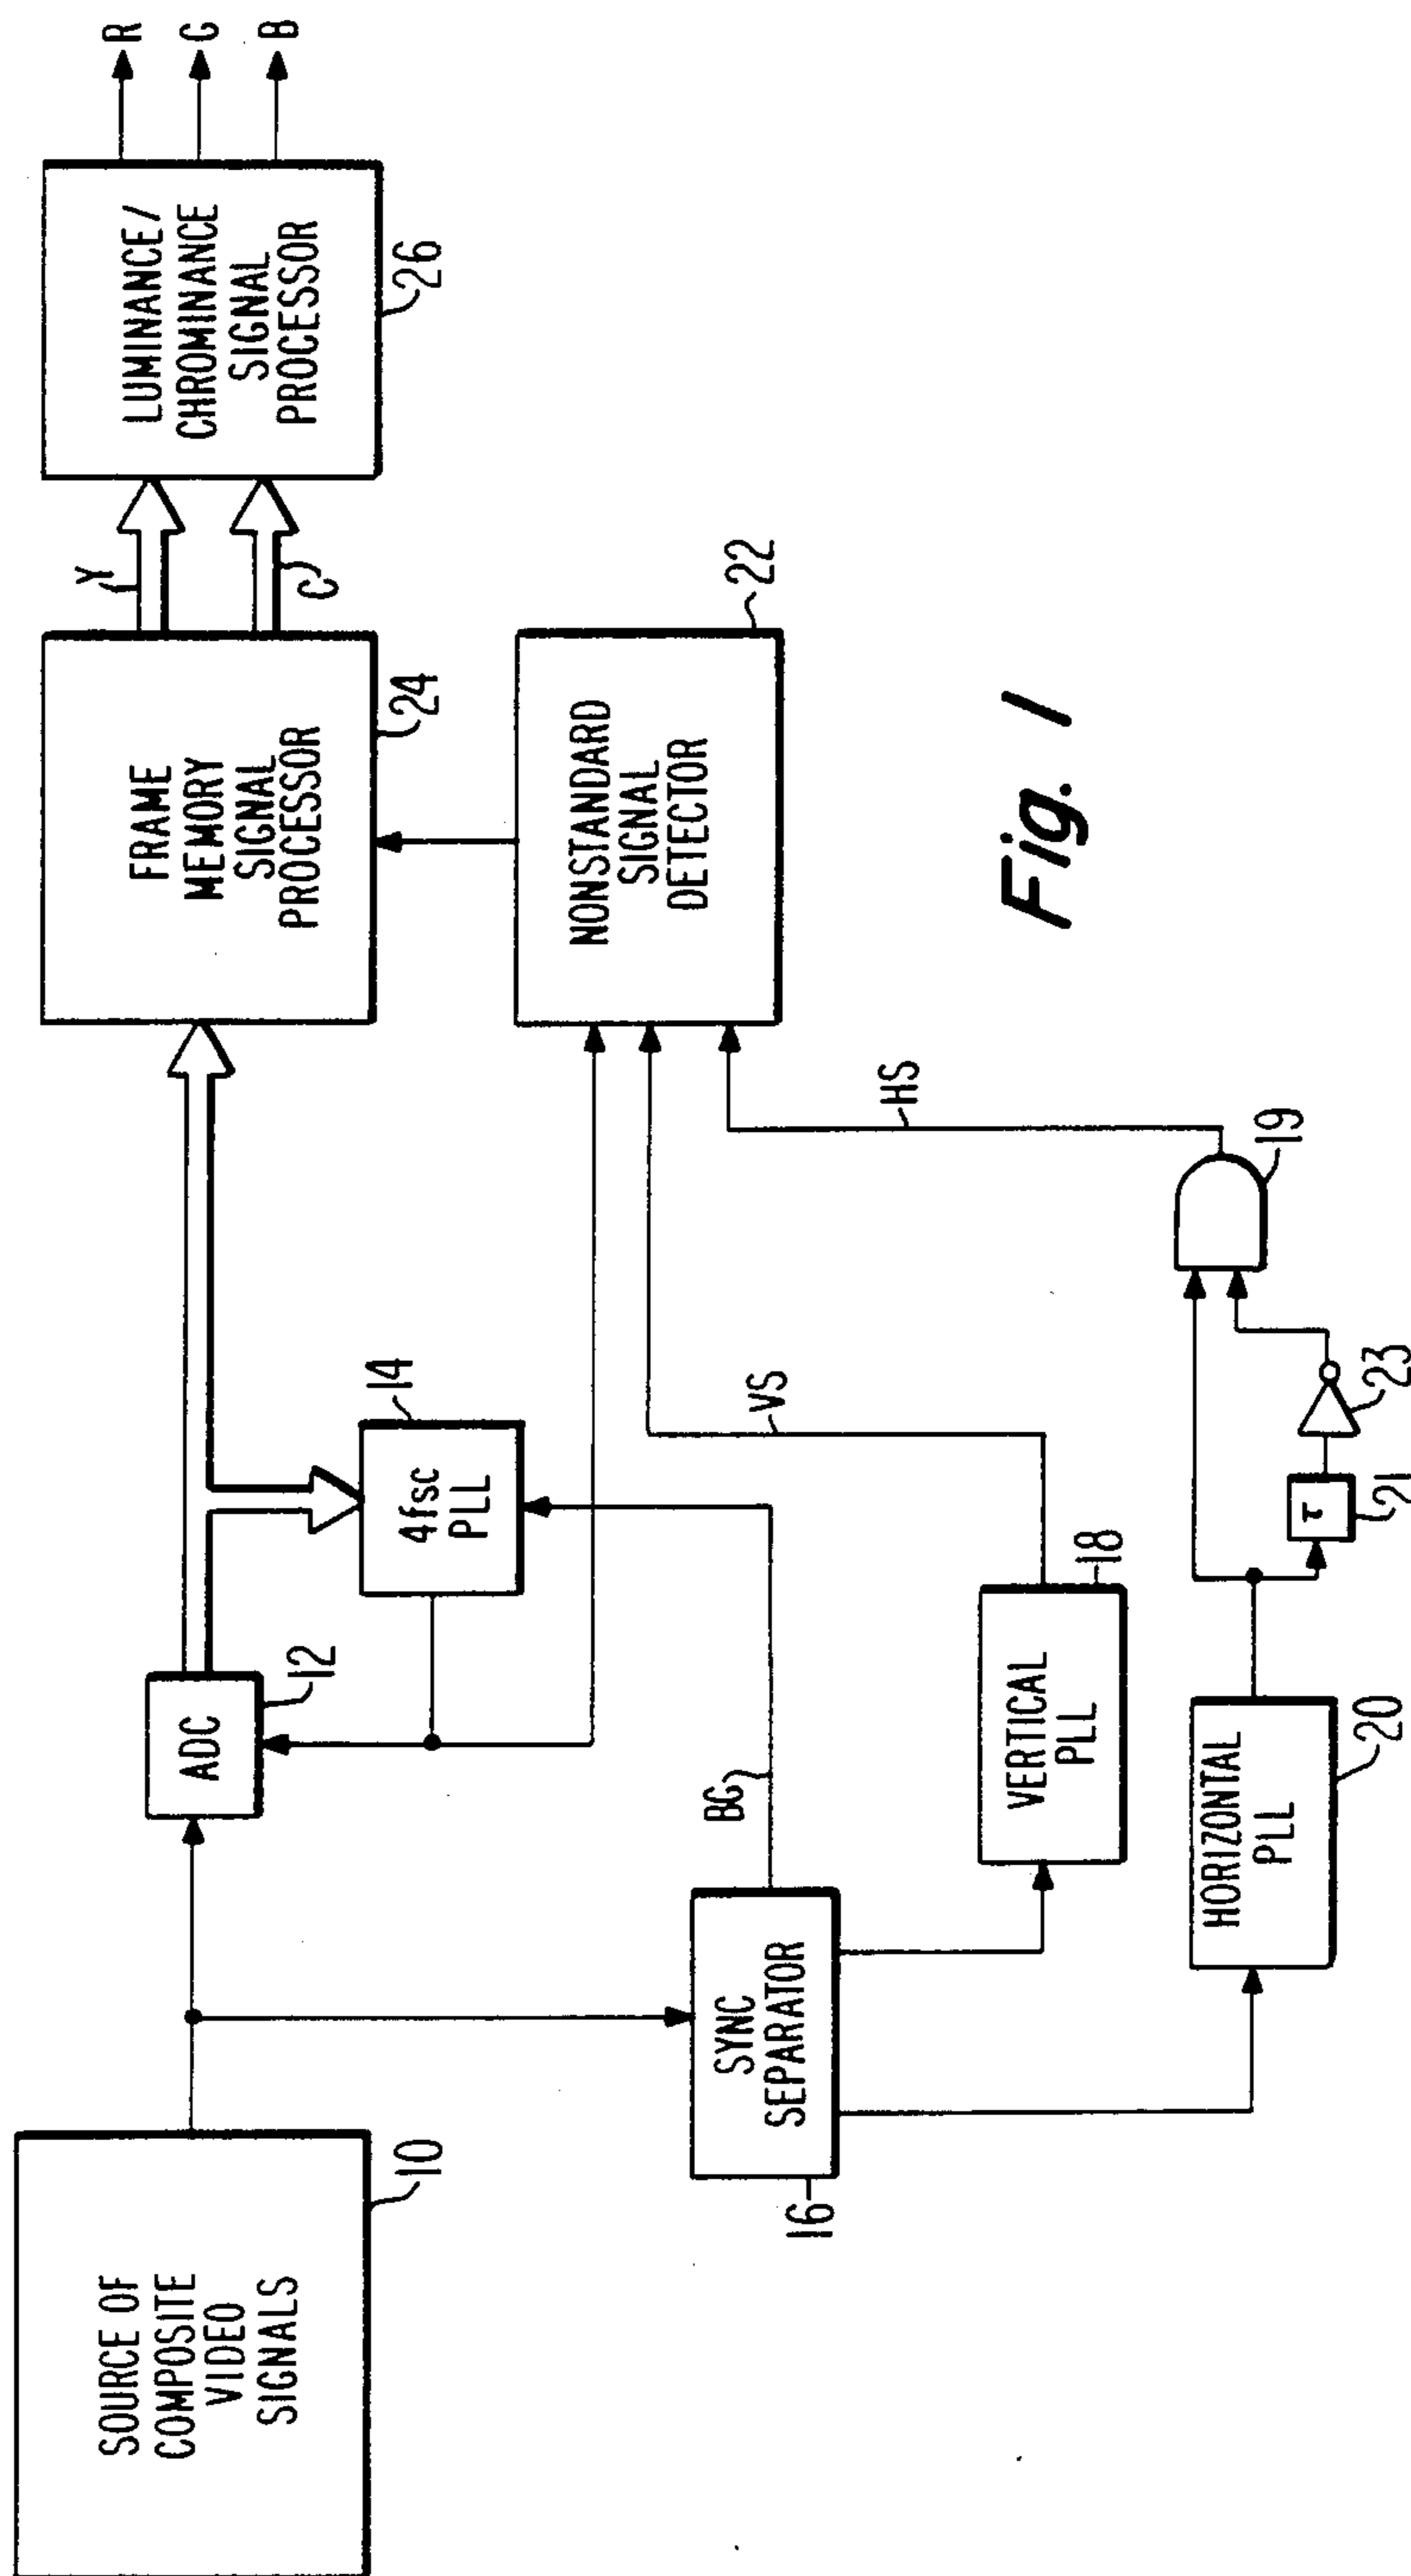 SOURCE OF
COMPOSITE
VIDEO
SIGNALS
10
ADC
12
4fsc
PLL
14
FRAME
MEMORY
SIGNAL
PROCESSOR
24
Y
C
LUMINANCE/
CHROMINANCE
SIGNAL
PROCESSOR
26
R
G
B
SYNC
SEPARATOR
16
BG
VERTICAL
PLL
18
VS
NONSTANDARD
SIGNAL
DETECTOR
22
HORIZONTAL
PLL
20
τ
21
23
19
HS
Fig. 1